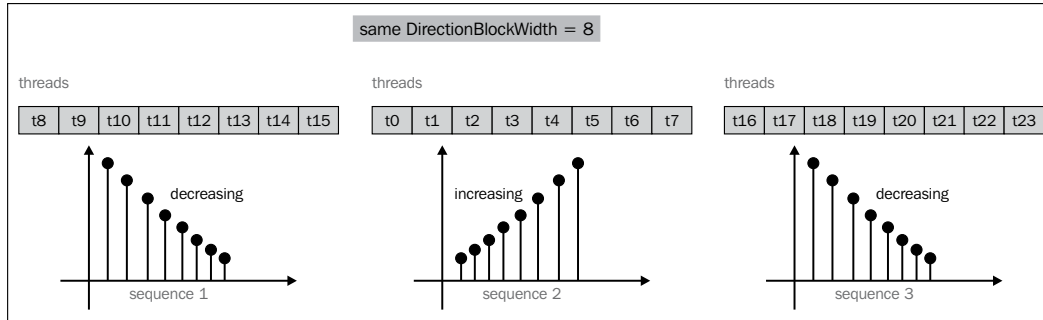 same DirectionBlockWidth = 8
threads threads threads
t8 t9 t10 t11 t12 t13 t14 t15 t0 t1 t2 t3 t4 t5 t6 t7 t16 t17 t18 t19 t20 t21 t22 t23
decreasing increasing decreasing
sequence 1 sequence 2 sequence 3